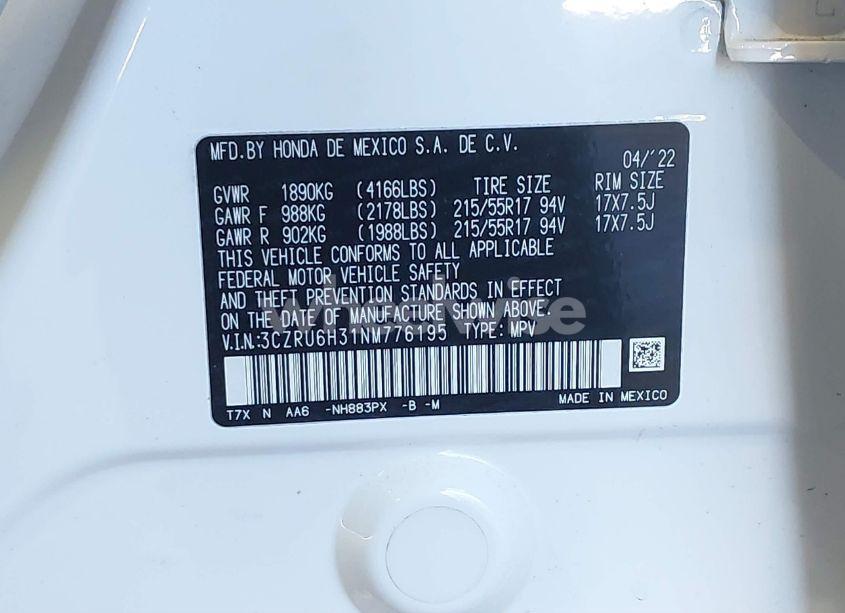 MFD.BY HONDA DE MEXICO S.A. DE C.V.
04/'22
GVWR 1890KG (4166LBS) TIRE SIZE RIM SIZE
GAWR F 988KG (2178LBS) 215/55R17 94V 17X7.5J
GAWR R 902KG (1988LBS) 215/55R17 94V 17X7.5J
THIS VEHICLE CONFORMS TO ALL APPLICABLE
FEDERAL MOTOR VEHICLE SAFETY
AND THEFT PREVENTION STANDARDS IN EFFECT
ON THE DATE OF MANUFACTURE SHOWN ABOVE.
wheelwise
V.I.N:3CZRU6H31NM776195 TYPE: MPV
T7X N AA6 -NH883PX -B -M
MADE IN MEXICO